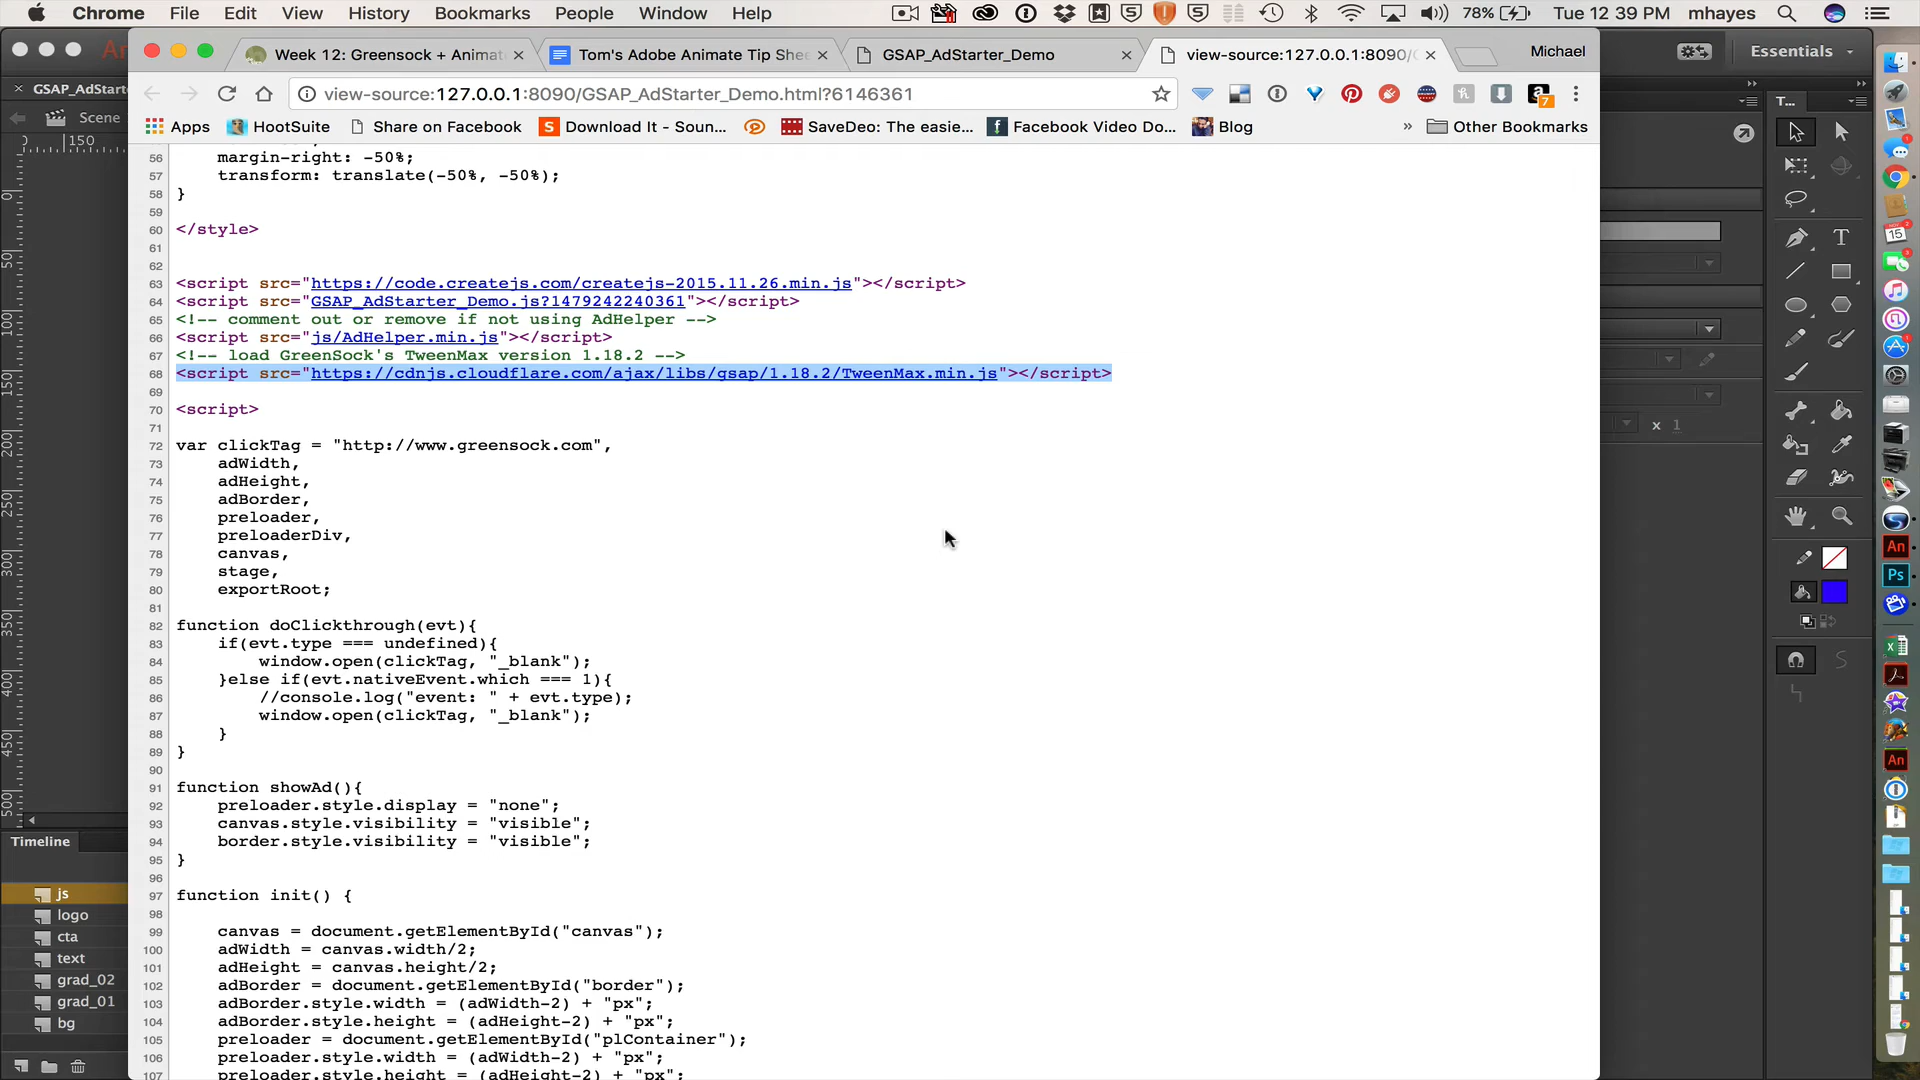 Chrome File Edit View History Bookmarks People Window Help 78% Tue 12 39 PM mhayes
Week 12: Greensock + Animat
Tom's Adobe Animate Tip She
GSAP_AdStarter_Demo
view-source:127.0.0.1:8090/
Michael
Essentials
GSAP_AdStart
view-source:127.0.0.1:8090/GSAP_AdStarter_Demo.html?6146361
7
Scene
Apps HootSuite Share on Facebook Download It - Soun... SaveDeo: The easie... Facebook Video Do... Blog » Other Bookmarks
150
56 margin-right: -50%;
57 transform: translate(-50%, -50%);
58 }
59
60 </style>
61
62
63 <script src="https://code.createjs.com/createjs-2015.11.26.min.js"></script>
64 <script src="GSAP_AdStarter_Demo.js?1479242240361"></script>
65 <!-- comment out or remove if not using AdHelper -->
66 <script src="js/AdHelper.min.js"></script>
67 <!-- load GreenSock's TweenMax version 1.18.2 -->
68 <script src="https://cdnjs.cloudflare.com/ajax/libs/gsap/1.18.2/TweenMax.min.js"></script>
69
70 <script>
71
72 var clickTag = "http://www.greensock.com",
73 adWidth,
74 adHeight,
75 adBorder,
76 preloader,
77 preloaderDiv,
78 canvas,
79 stage,
80 exportRoot;
81
82 function doClickthrough(evt){
83 if(evt.type === undefined){
84 window.open(clickTag, "_blank");
85 }else if(evt.nativeEvent.which === 1){
86 //console.log("event: " + evt.type);
87 window.open(clickTag, "_blank");
88 }
89 }
90
91 function showAd(){
92 preloader.style.display = "none";
93 canvas.style.visibility = "visible";
94 border.style.visibility = "visible";
95 }
96
97 function init() {
98
99 canvas = document.getElementById("canvas");
100 adWidth = canvas.width/2;
101 adHeight = canvas.height/2;
102 adBorder = document.getElementById("border");
103 adBorder.style.width = (adWidth-2) + "px";
104 adBorder.style.height = (adHeight-2) + "px";
105 preloader = document.getElementById("plContainer");
106 preloader.style.width = (adWidth-2) + "px";
107 preloader.style.height = (adHeight-2) + "px";
Timeline
js
logo
cta
text
grad_02
grad_01
bg
x 1
15
An
Ps
An